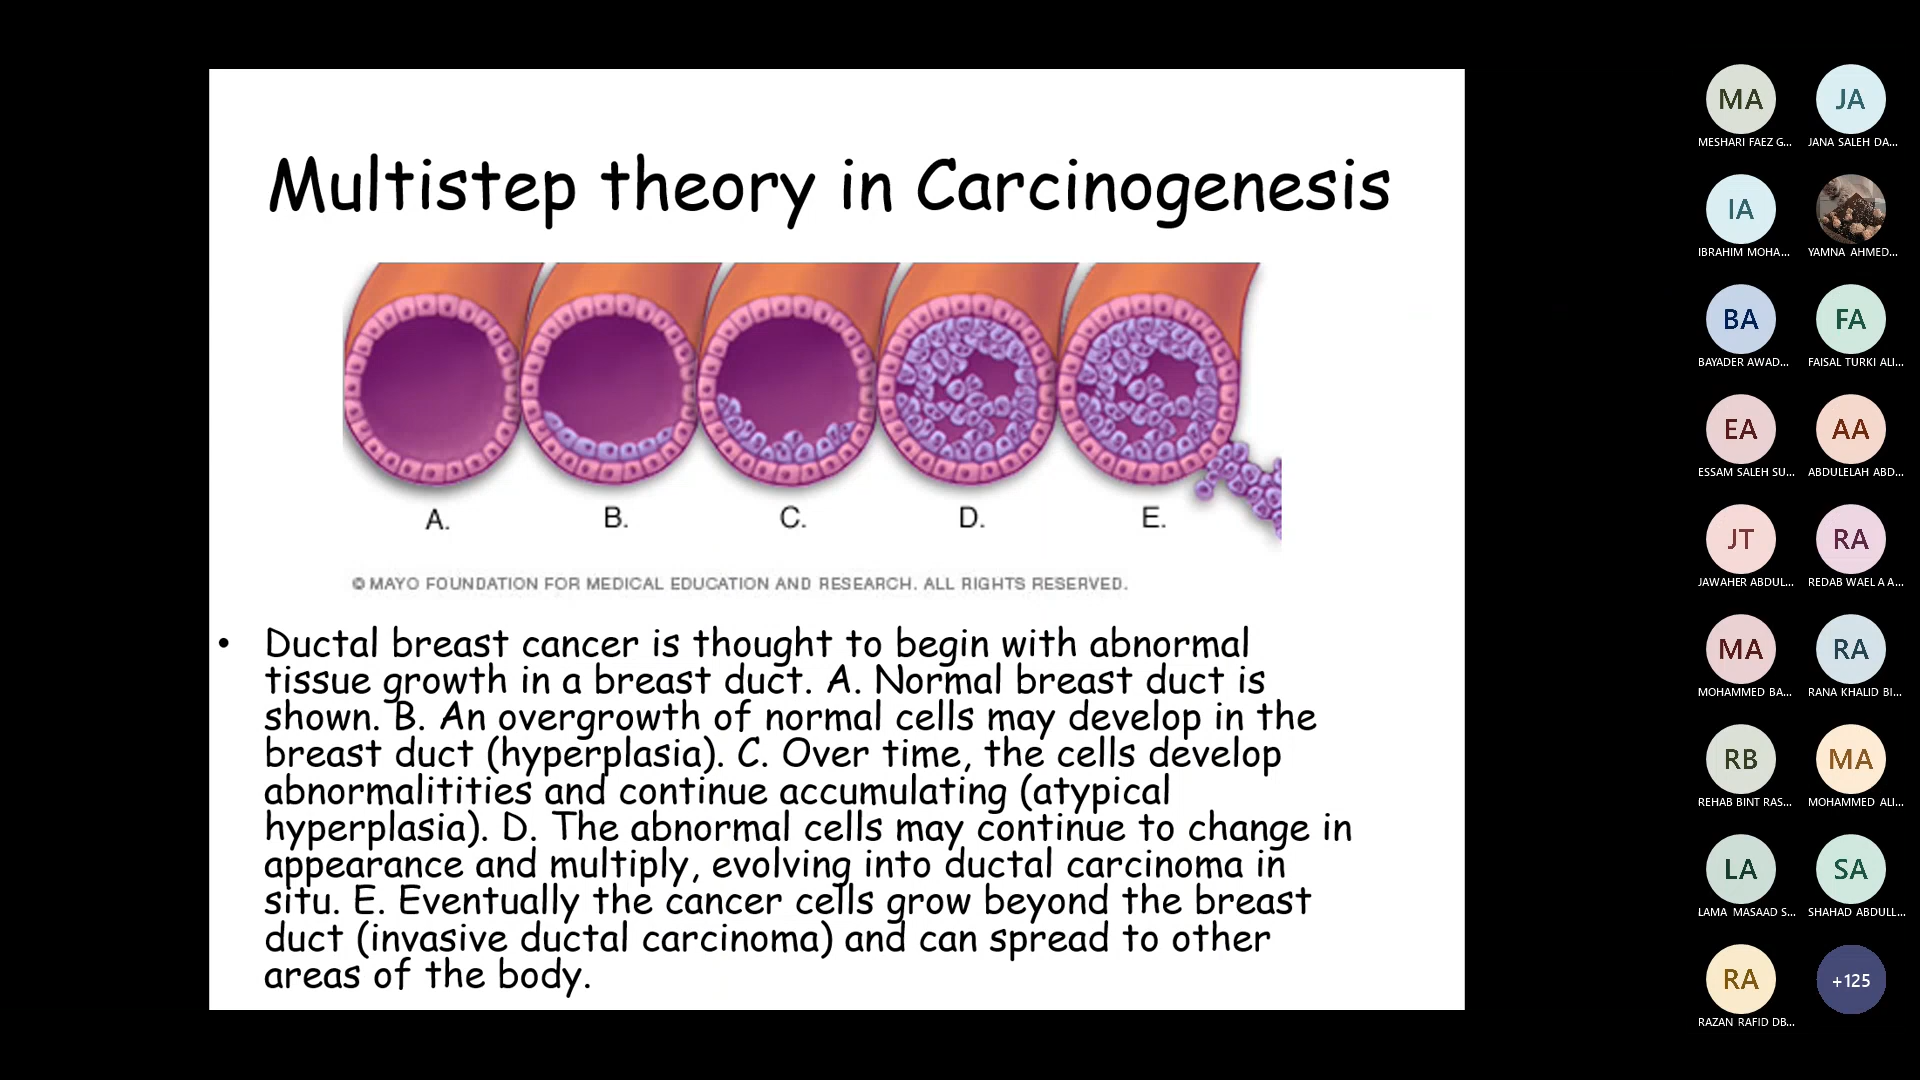 Multistep theory in Carcinogenesis
A.
B.
C.
D.
E.
© MAYO FOUNDATION FOR MEDICAL EDUCATION AND RESEARCH. ALL RIGHTS RESERVED.
• Ductal breast cancer is thought to begin with abnormal
tissue growth in a breast duct. A. Normal breast duct is
shown. B. An overgrowth of normal cells may develop in the
breast duct (hyperplasia). C. Over time, the cells develop
abnormalitities and continue accumulating (atypical
hyperplasia). D. The abnormal cells may continue to change in
appearance and multiply, evolving into ductal carcinoma in
situ. E. Eventually the cancer cells grow beyond the breast
duct (invasive ductal carcinoma) and can spread to other
areas of the body.
MA
MESHARI FAEZ G...
JA
JANA SALEH DA...
IA
IBRAHIM MOHA...
YAMNA AHMED...
BA
BAYADER AWAD...
FA
FAISAL TURKI ALI...
EA
ESSAM SALEH SU...
AA
ABDULELAH ABD...
JT
JAWAHER ABDUL...
RA
REDAB WAEL A A...
MA
MOHAMMED BA...
RA
RANA KHALID BI...
RB
REHAB BINT RAS...
MA
MOHAMMED ALI...
LA
LAMA MASAAD S...
SA
SHAHAD ABDULL...
RA
RAZAN RAFID DB...
+125